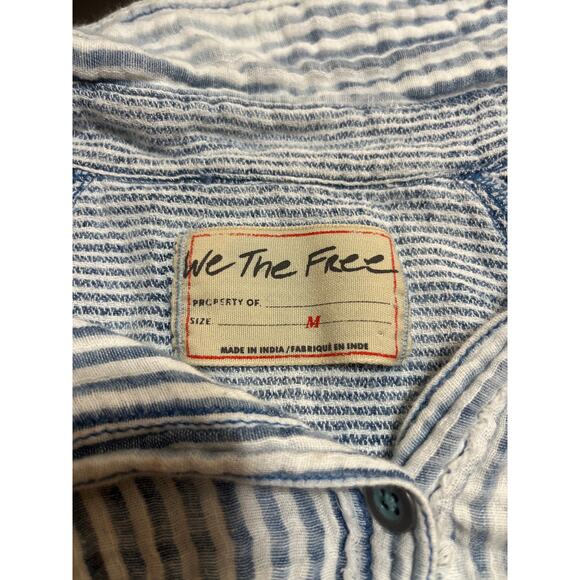 We The Free
PROPERTY OF
SIZE M
MADE IN INDIA/FABRIQUÉ EN INDE